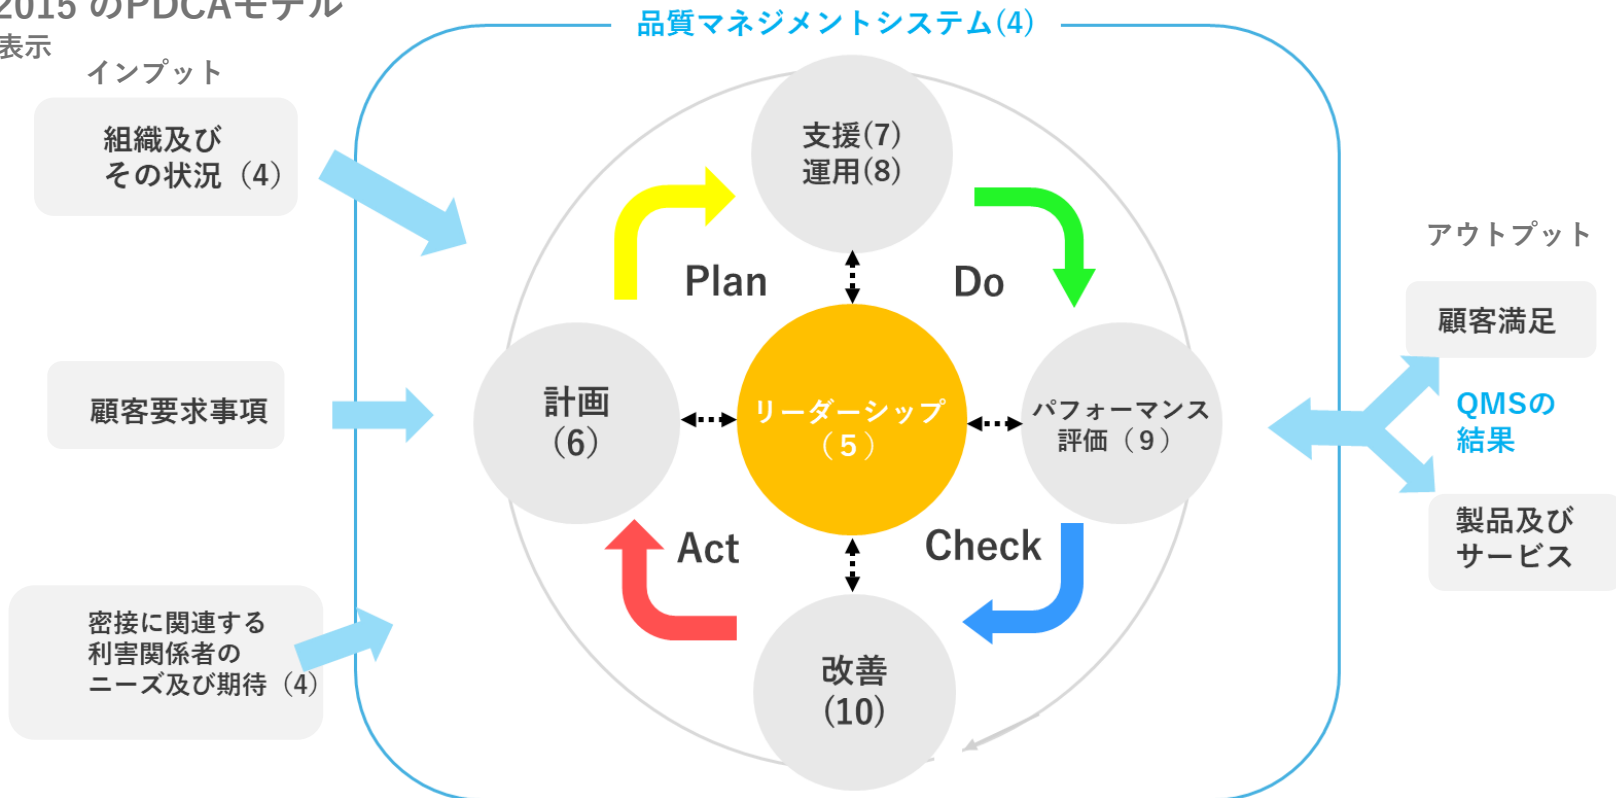 2015 のPDCAモデル
表示
インプット
組織及び
その状況（4）
顧客要求事項
密接に関連する
利害関係者の
ニーズ及び期待（4）
品質マネジメントシステム(4)
支援(7)
運用(8)
Plan
Do
計画
(6)
リーダーシップ
（５）
パフォーマンス
評価（９）
Act
Check
改善
(10)
アウトプット
顧客満足
QMSの
結果
製品及び
サービス